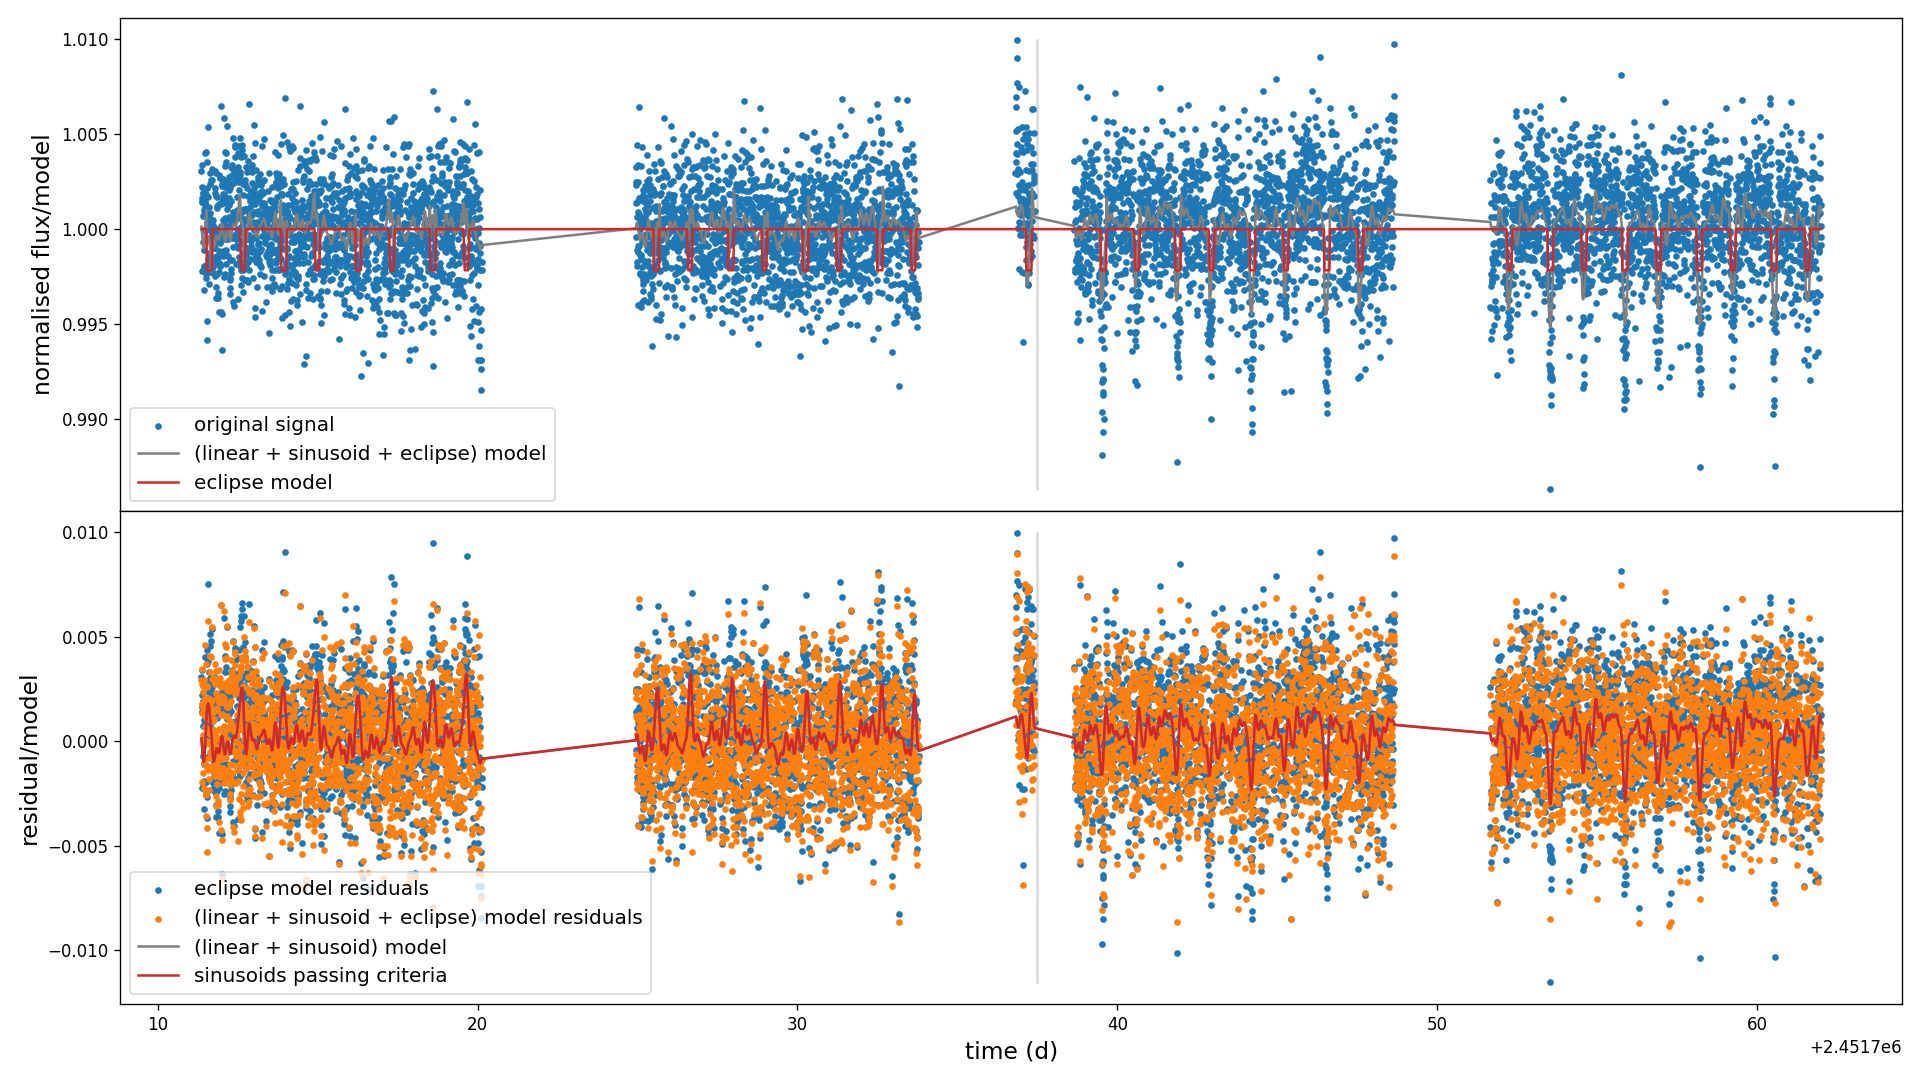 1.010
1.005
1.000
0.995
0.990
normalised flux/model
original signal
(linear + sinusoid + eclipse) model
eclipse model
0.010
0.005
0.000
−0.005
−0.010
residual/model
eclipse model residuals
(linear + sinusoid + eclipse) model residuals
(linear + sinusoid) model
sinusoids passing criteria
10 20 30 40 50 60
time (d)
+2.4517e6